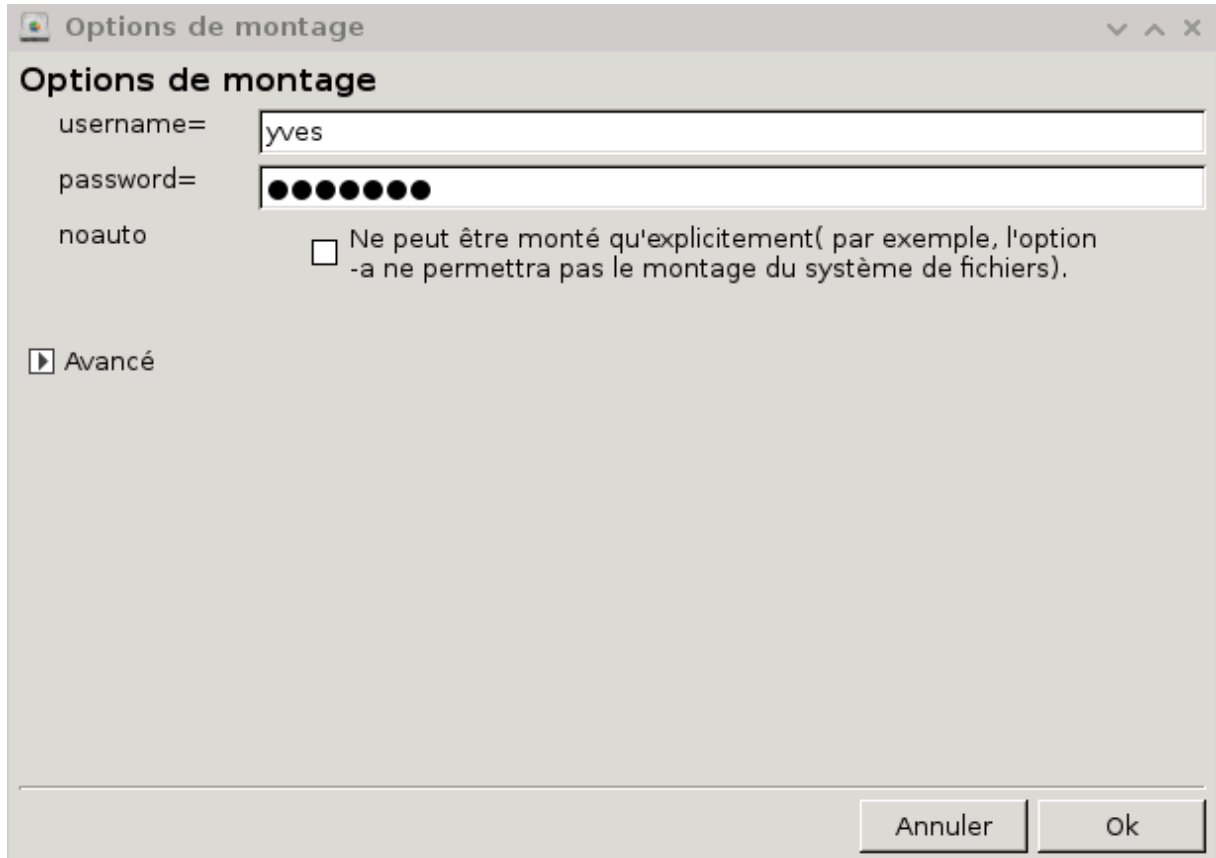 Options de montage
Options de montage
username=
yves
password=
●●●●●●●
noauto
Ne peut être monté qu'explicitement( par exemple, l'option
-a ne permettra pas le montage du système de fichiers).
Avancé
Annuler
Ok